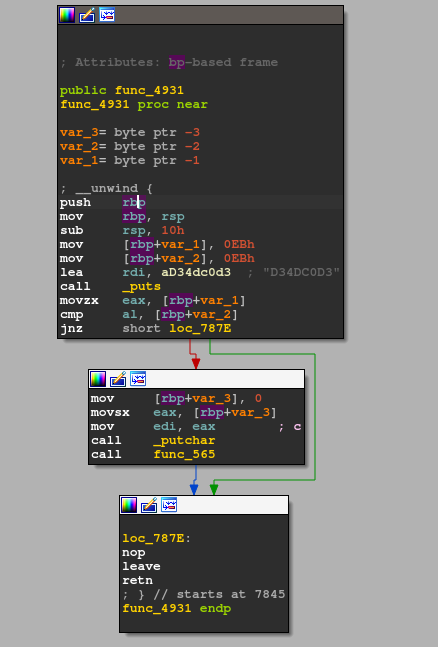 ; Attributes: bp-based frame
public func_4931
func_4931 proc near
var_3= byte ptr -3
var_2= byte ptr -2
var_1= byte ptr -1
; __unwind {
push rbp
mov rbp, rsp
sub rsp, 10h
mov [rbp+var_1], 0EBh
mov [rbp+var_2], 0EBh
lea rdi, aD34dc0d3 ; "D34DC0D3"
call _puts
movzx eax, [rbp+var_1]
cmp al, [rbp+var_2]
jnz short loc_787E
mov [rbp+var_3], 0
movsx eax, [rbp+var_3]
mov edi, eax ; c
call _putchar
call func_565
loc_787E:
nop
leave
retn
; } // starts at 7845
func_4931 endp